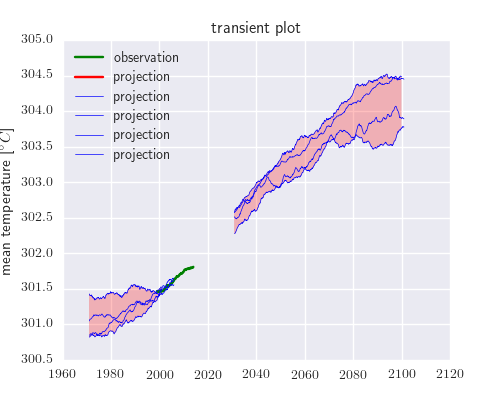 transient plot
305.0
304.5
304.0
303.5
303.0
302.5
302.0
301.5
301.0
300.5
mean temperature [°C]
observation
projection
projection
projection
projection
projection
1960 1980 2000 2020 2040 2060 2080 2100 2120